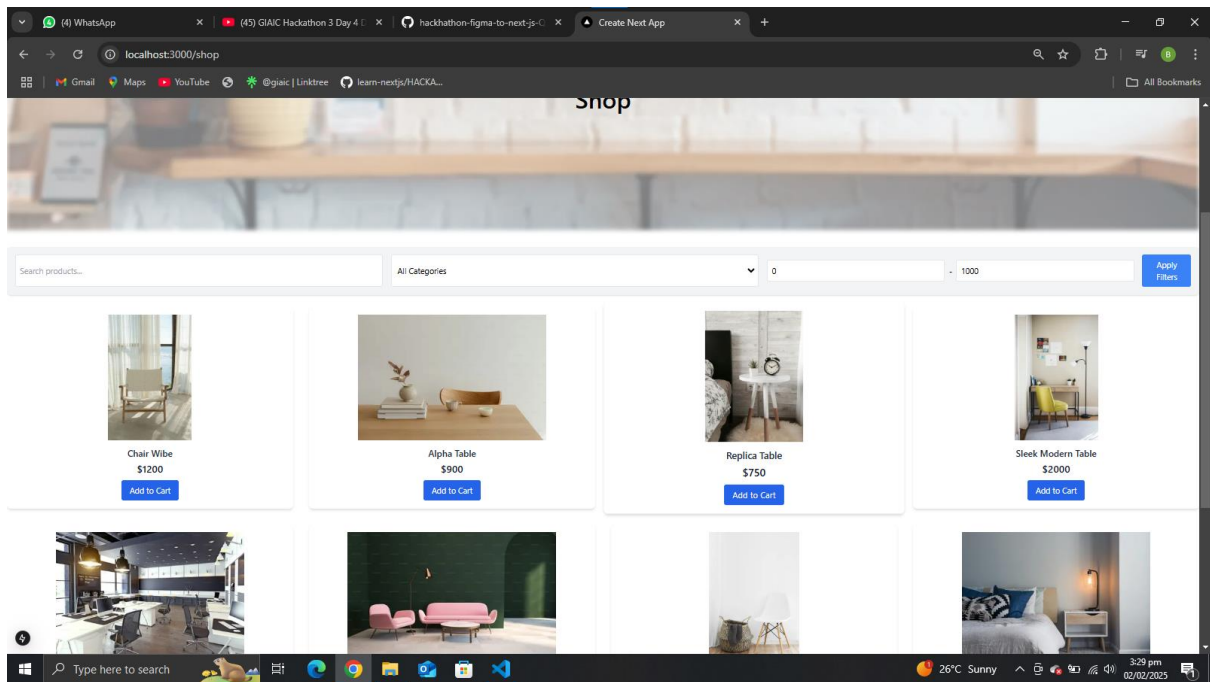 (4) WhatsApp
(45) GIAIC Hackathon 3 Day 4
hackhathon-figma-to-next-js-
Create Next App
localhost:3000/shop
B
Gmail
Maps
YouTube
@giaic | Linktree
learn-nextjs/HACKA...
All Bookmarks
Shop
Search products...
All Categories
0
-
1000
Apply
Filters
Chair Wibe
$1200
Add to Cart
Alpha Table
$900
Add to Cart
Replica Table
$750
Add to Cart
Sleek Modern Table
$2000
Add to Cart
Type here to search
26°C Sunny
3:29 pm
02/02/2025